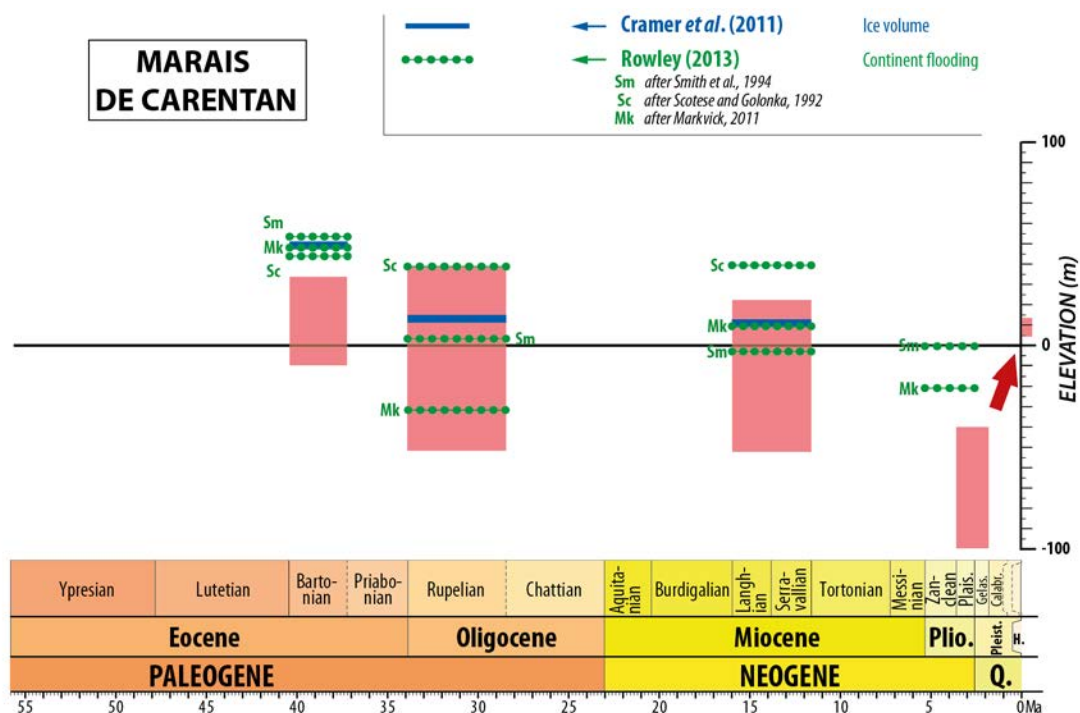 MARAIS
DE CARENTAN
Cramer et al. (2011)
Ice volume
Rowley (2013)
Continent flooding
Sm after Smith et al., 1994
Sc after Scotese and Golonka, 1992
Mk after Markvick, 2011
100
0
-100
ELEVATION (m)
Sm
Mk
Sc
Sc
Sm
Mk
Sc
Mk
Sm
Sm
Mk
Ypresian
Lutetian
Barto-
nian
Priabo-
nian
Rupelian
Chattian
Aquita-
nian
Burdigalian
Langh-
ian
Serra-
vallian
Tortonian
Messi-
nian
Zan-
clean
Plais.
Gelas.
Calabr.
Eocene
Oligocene
Miocene
Plio.
Pleist.
H.
PALEOGENE
NEOGENE
Q.
55 50 45 40 35 30 25 20 15 10 5 0Ma